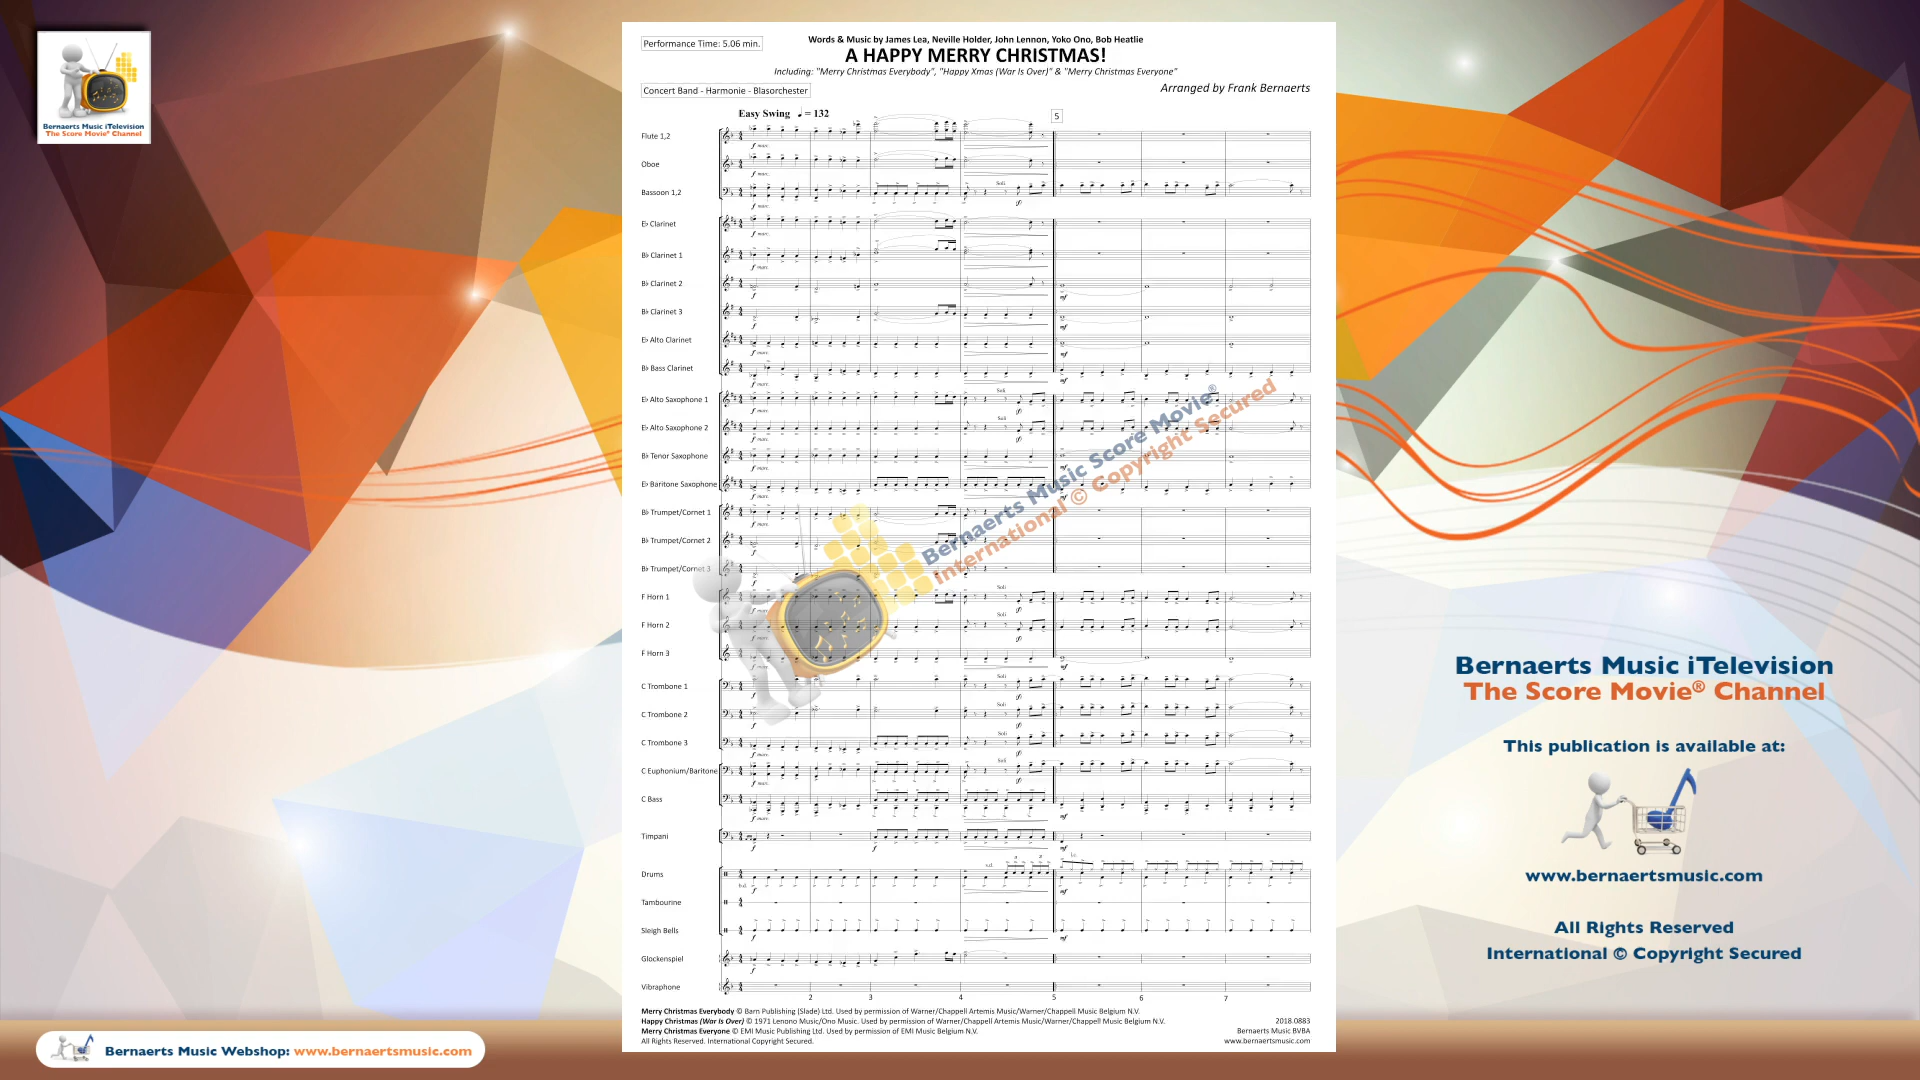 Bernaerts Music iTelevision
The Score Movie® Channel
Performance Time: 5.06 min.
Words & Music by James Lea, Neville Holder, John Lennon, Yoko Ono, Bob Heatlie
A HAPPY MERRY CHRISTMAS!
Including: "Merry Christmas Everybody", "Happy Xmas (War Is Over)" & "Merry Christmas Everyone"
Concert Band - Harmonie - Blasorchester
Arranged by Frank Bernaerts
Easy Swing ♩ = 132
5
Flute 1,2
Oboe
Bassoon 1,2
E♭ Clarinet
B♭ Clarinet 1
B♭ Clarinet 2
B♭ Clarinet 3
E♭ Alto Clarinet
B♭ Bass Clarinet
E♭ Alto Saxophone 1
E♭ Alto Saxophone 2
B♭ Tenor Saxophone
E♭ Baritone Saxophone
B♭ Trumpet/Cornet 1
B♭ Trumpet/Cornet 2
B♭ Trumpet/Cornet 3
F Horn 1
F Horn 2
F Horn 3
C Trombone 1
C Trombone 2
C Trombone 3
C Euphonium/Baritone
C Bass
Timpani
Drums
Tambourine
Sleigh Bells
Glockenspiel
Vibraphone
2 3 4 5 6 7
Bernaerts Music Score Movie®
International © Copyright Secured
Merry Christmas Everybody © Barn Publishing (Slade) Ltd. Used by permission of Warner/Chappell Artemis Music/Warner/Chappell Music Belgium N.V.
Happy Christmas (War Is Over) © 1971 Lenono Music/Ono Music. Used by permission of Warner/Chappell Artemis Music/Warner/Chappell Music Belgium N.V.
Merry Christmas Everyone © EMI Music Publishing Ltd. Used by permission of EMI Music Belgium N.V.
All Rights Reserved. International Copyright Secured.
2018.0883
Bernaerts Music BVBA
www.bernaertsmusic.com
Bernaerts Music iTelevision
The Score Movie® Channel
This publication is available at:
www.bernaertsmusic.com
All Rights Reserved
International © Copyright Secured
Bernaerts Music Webshop: www.bernaertsmusic.com